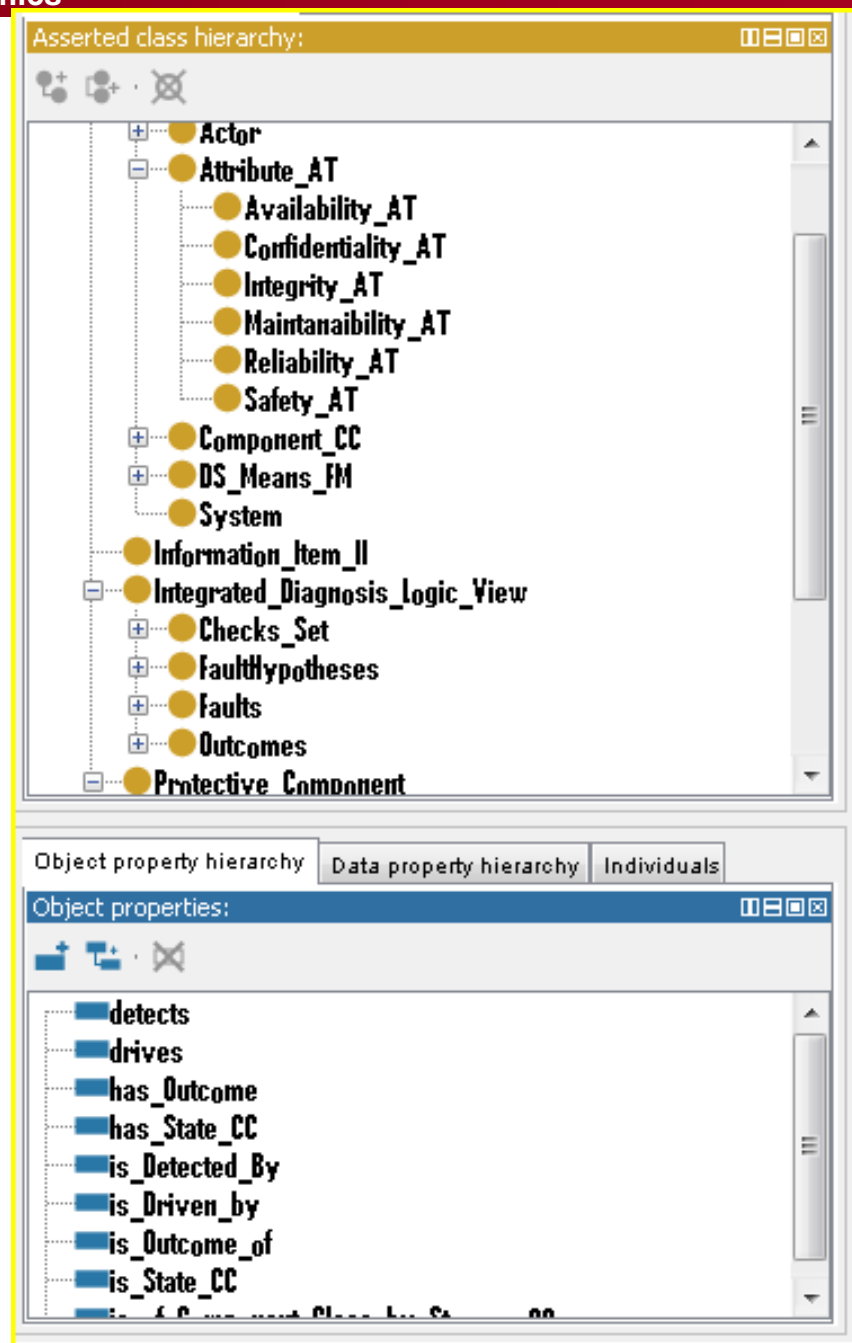 Asserted class hierarchy:
Actor
Attribute_AT
Availability_AT
Confidentiality_AT
Integrity_AT
Maintanaibility_AT
Reliability_AT
Safety_AT
Component_CC
DS_Means_FM
System
Information_Item_II
Integrated_Diagnosis_Logic_View
Checks_Set
FaultHypotheses
Faults
Outcomes
Protective_Component
Object property hierarchy Data property hierarchy Individuals
Object properties:
detects
drives
has_Outcome
has_State_CC
is_Detected_By
is_Driven_by
is_Outcome_of
is_State_CC